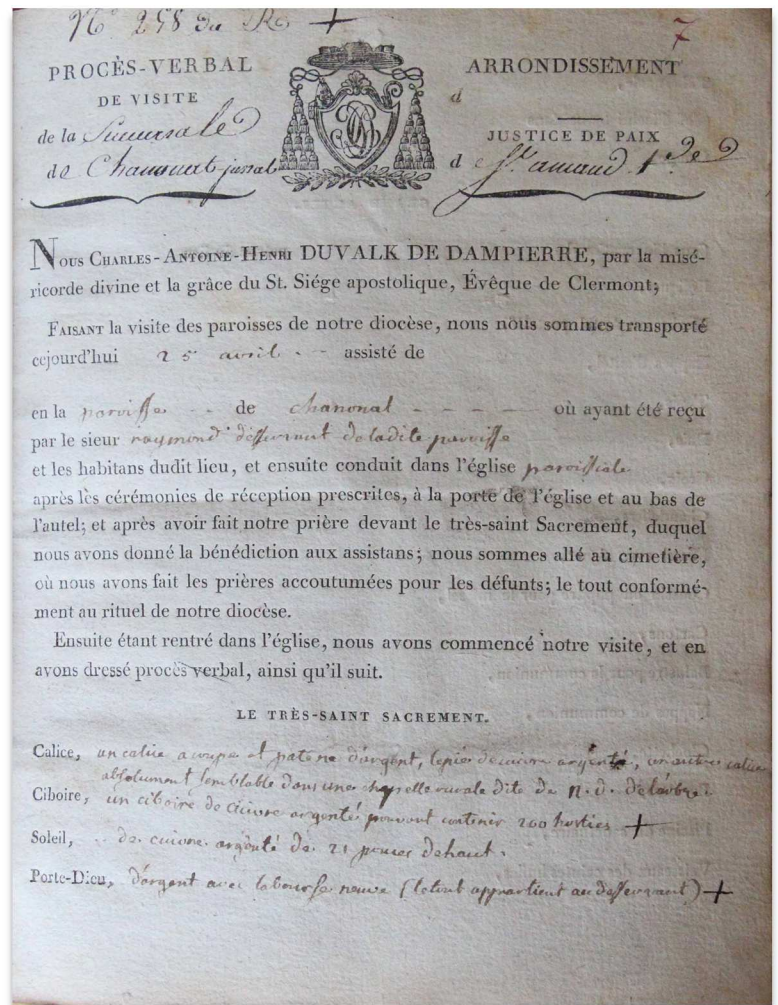 N° 258 du R. +
7
PROCÈS-VERBAL
DE VISITE
de la Succursale
de Chanonat jussat
ARRONDISSEMENT
d
JUSTICE DE PAIX
d e St. amand
NOUS CHARLES-ANTOINE-HENRI DUVALK DE DAMPIERRE, par la misé-
ricorde divine et la grâce du St. Siége apostolique, Évêque de Clermont;
FAISANT la visite des paroisses de notre diocèse, nous nous sommes transporté
cejourd'hui 25 avril - - assisté de
en la paroisse - - de chanonat - - - - où ayant été reçu
par le sieur raymond desservant de ladite paroisse
et les habitans dudit lieu, et ensuite conduit dans l'église paroissiale
après les cérémonies de réception prescrites, à la porte de l'église et au bas de
l'autel; et après avoir fait notre prière devant le très-saint Sacrement, duquel
nous avons donné la bénédiction aux assistans; nous sommes allé au cimetière,
où nous avons fait les prières accoutumées pour les défunts; le tout conformé-
ment au rituel de notre diocèse.
Ensuite étant rentré dans l'église, nous avons commencé notre visite, et en
avons dressé procès verbal, ainsi qu'il suit.
LE TRÈS-SAINT SACREMENT.
Calice, un calice a coupe et patene d'argent, le pied de cuivre argenté, un autre calice
absolument semblable dans une chapelle rurale dite de n. d. de
Ciboire, un ciboire de cuivre argenté pouvant contenir 200 hosties +
Soleil, - - de cuivre argenté de 21 pouces de haut.
Porte-Dieu, d'argent avec la bourse neuve (le tout appartient au desservant) +